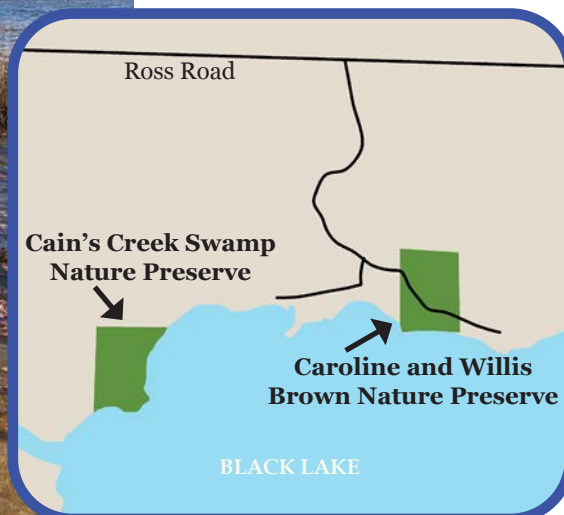 Ross Road
Cain's Creek Swamp
Nature Preserve
Caroline and Willis
Brown Nature Preserve
BLACK LAKE